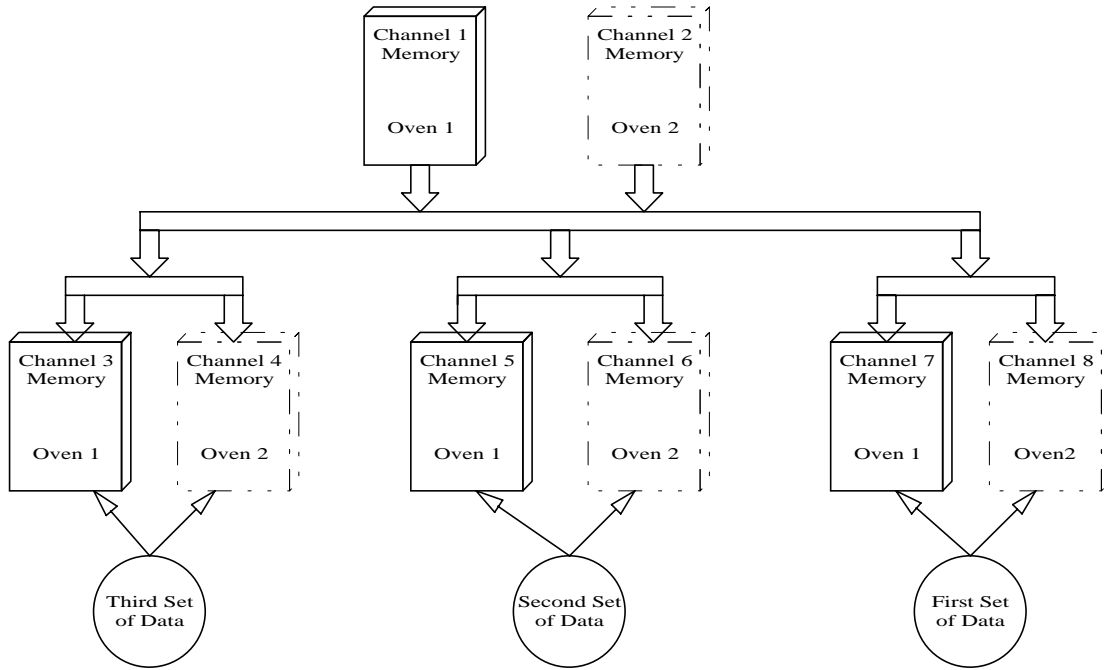 Channel 1
Memory
Oven 1
Channel 2
Memory
Oven 2
Channel 3
Memory
Oven 1
Channel 4
Memory
Oven 2
Channel 5
Memory
Oven 1
Channel 6
Memory
Oven 2
Channel 7
Memory
Oven 1
Channel 8
Memory
Oven2
Third Set
of Data
Second Set
of Data
First Set
of Data